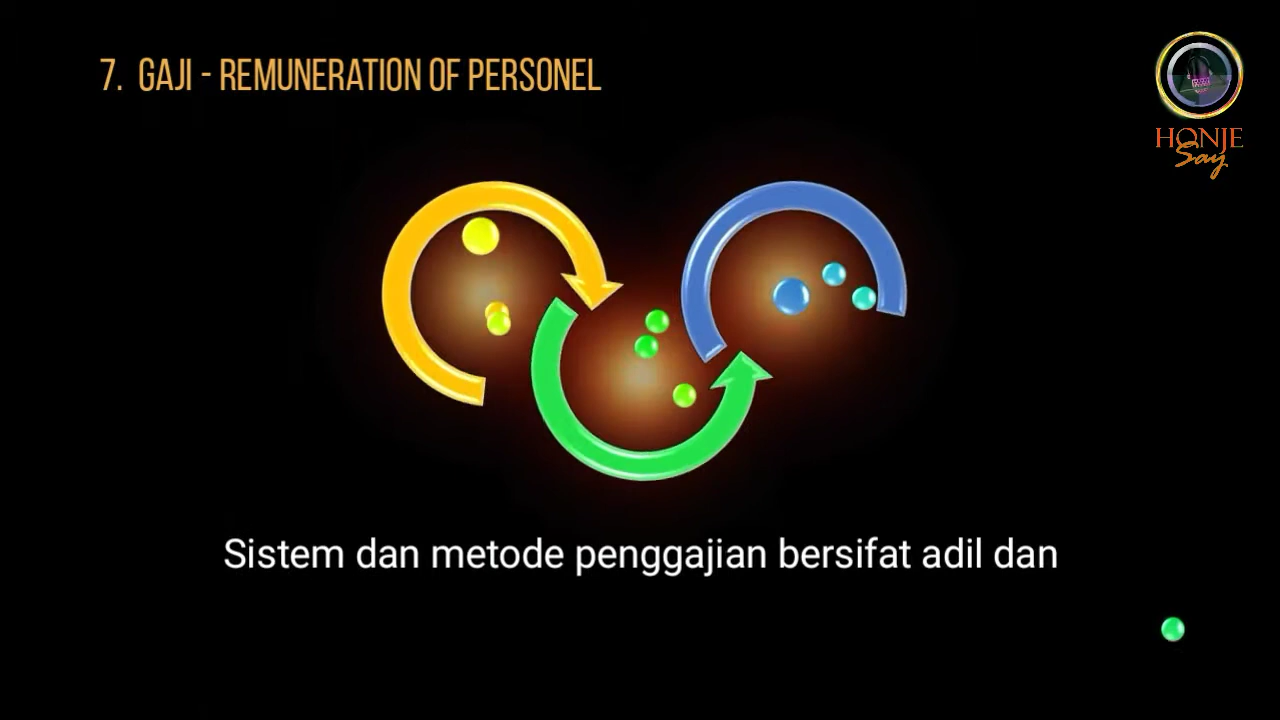 7. GAJI - REMUNERATION OF PERSONEL
HONJE
Say
Sistem dan metode penggajian bersifat adil dan